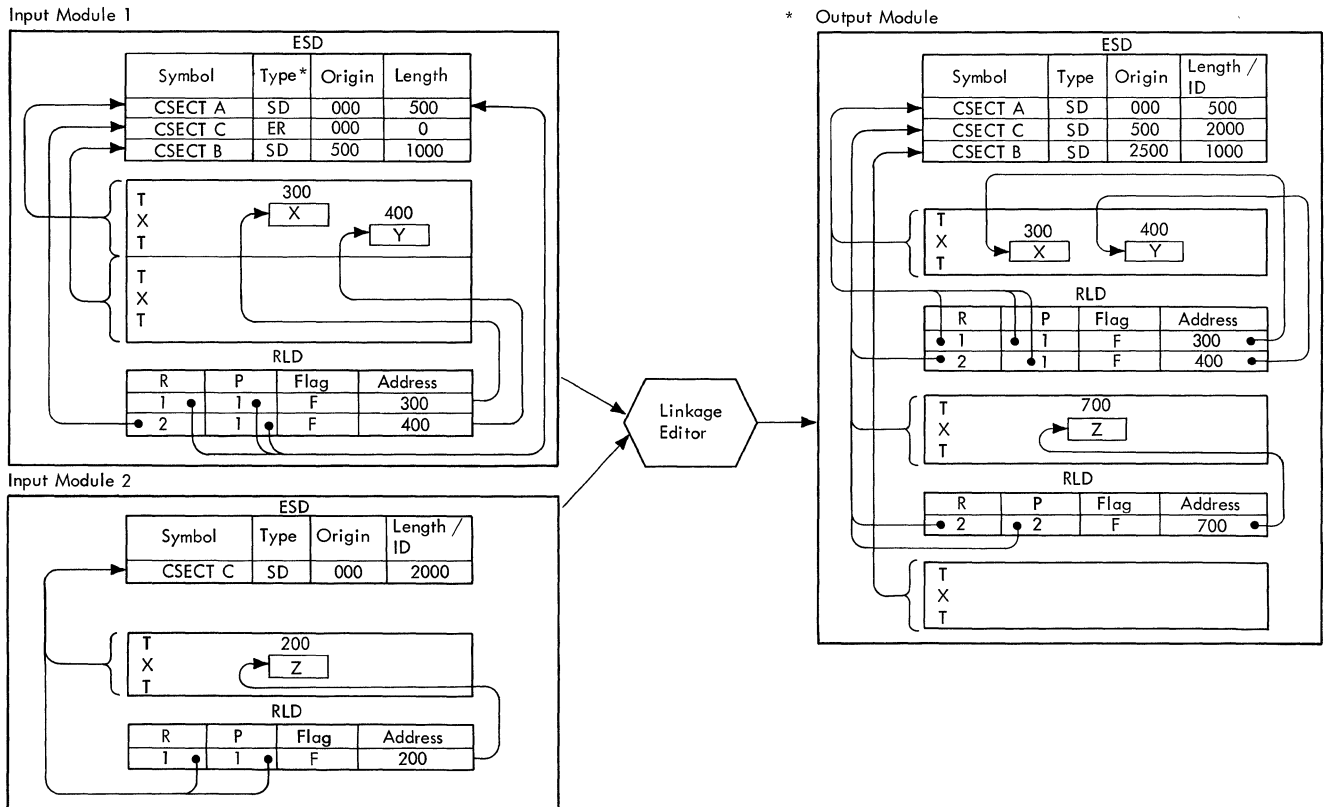 Input Module 1
ESD
Symbol Type* Origin Length
CSECT A SD 000 500
CSECT C ER 000 0
CSECT B SD 500 1000
T
X
T
300
X
400
Y
T
X
T
RLD
R P Flag Address
1 1 F 300
2 1 F 400
Input Module 2
ESD
Symbol Type Origin Length / ID
CSECT C SD 000 2000
T
X
T
200
Z
RLD
R P Flag Address
1 1 F 200
Linkage
Editor
* Output Module
ESD
Symbol Type Origin Length / ID
CSECT A SD 000 500
CSECT C SD 500 2000
CSECT B SD 2500 1000
T
X
T
300
X
400
Y
RLD
R P Flag Address
1 1 F 300
2 1 F 400
T
X
T
700
Z
RLD
R P Flag Address
2 2 F 700
T
X
T